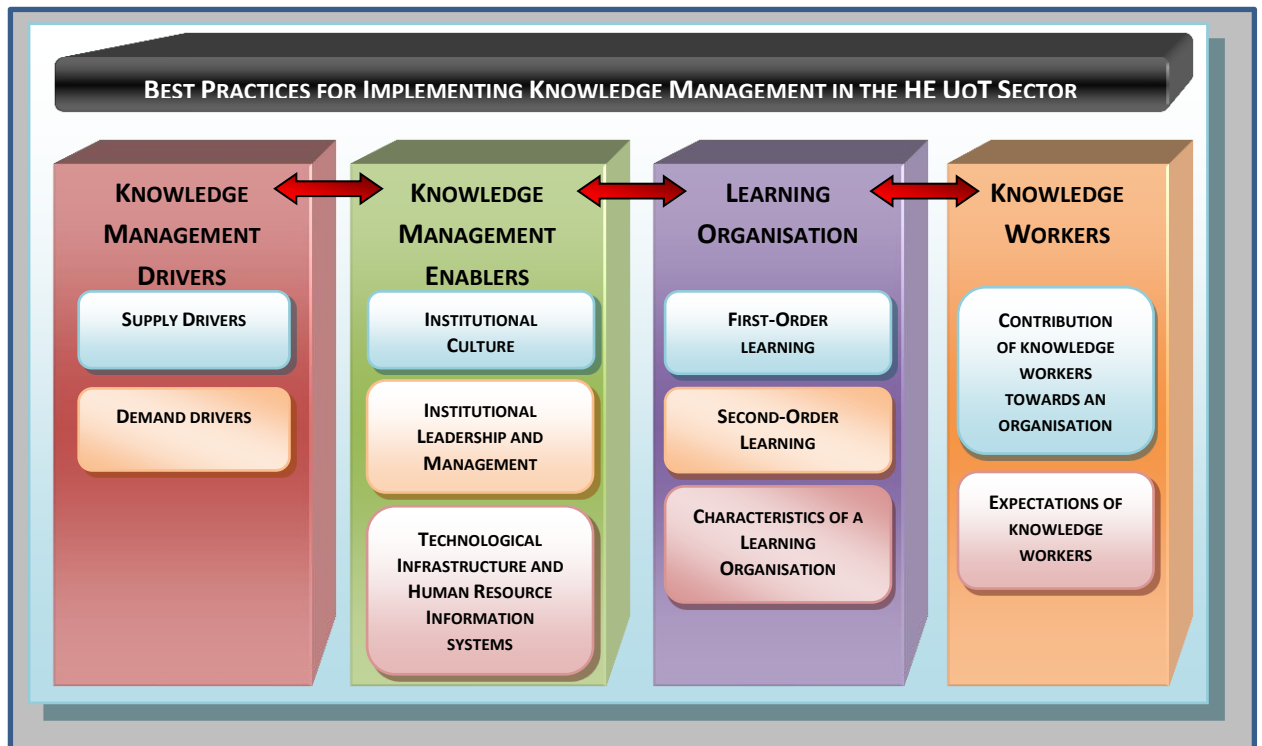 BEST PRACTICES FOR IMPLEMENTING KNOWLEDGE MANAGEMENT IN THE HE UOT SECTOR
KNOWLEDGE
MANAGEMENT
DRIVERS
SUPPLY DRIVERS
DEMAND DRIVERS
KNOWLEDGE
MANAGEMENT
ENABLERS
INSTITUTIONAL
CULTURE
INSTITUTIONAL
LEADERSHIP AND
MANAGEMENT
TECHNOLOGICAL
INFRASTRUCTURE AND
HUMAN RESOURCE
INFORMATION
SYSTEMS
LEARNING
ORGANISATION
FIRST-ORDER
LEARNING
SECOND-ORDER
LEARNING
CHARACTERISTICS OF A
LEARNING
ORGANISATION
KNOWLEDGE
WORKERS
CONTRIBUTION
OF KNOWLEDGE
WORKERS
TOWARDS AN
ORGANISATION
EXPECTATIONS OF
KNOWLEDGE
WORKERS